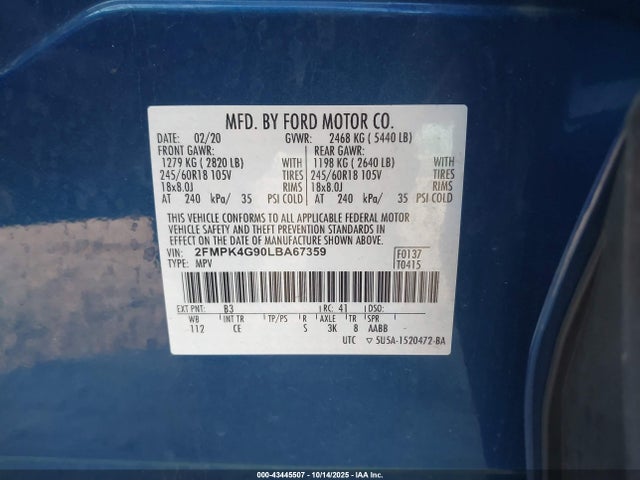 MFD. BY FORD MOTOR CO.
DATE: 02/20 GVWR: 2468 KG ( 5440 LB)
FRONT GAWR: REAR GAWR:
1279 KG ( 2820 LB) WITH 1198 KG ( 2640 LB) WITH
245/60R18 105V TIRES 245/60R18 105V TIRES
18x8.0J RIMS 18x8.0J RIMS
AT 240 kPa/ 35 PSI COLD AT 240 kPa/ 35 PSI COLD
THIS VEHICLE CONFORMS TO ALL APPLICABLE FEDERAL MOTOR
VEHICLE SAFETY AND THEFT PREVENTION STANDARDS IN EFFECT ON
THE DATE OF MANUFACTURE SHOWN ABOVE.
VIN: 2FMPK4G90LBA67359 F0137
TYPE: MPV T0415
EXT PNT: B3 RC: 41 DSO:
WB INT TR TP/PS R AXLE TR SPR
112 CE S 3K 8 AABB
UTC ▽ 5U5A-1520472-BA
000-43445507 - 10/14/2025 - IAA Inc.